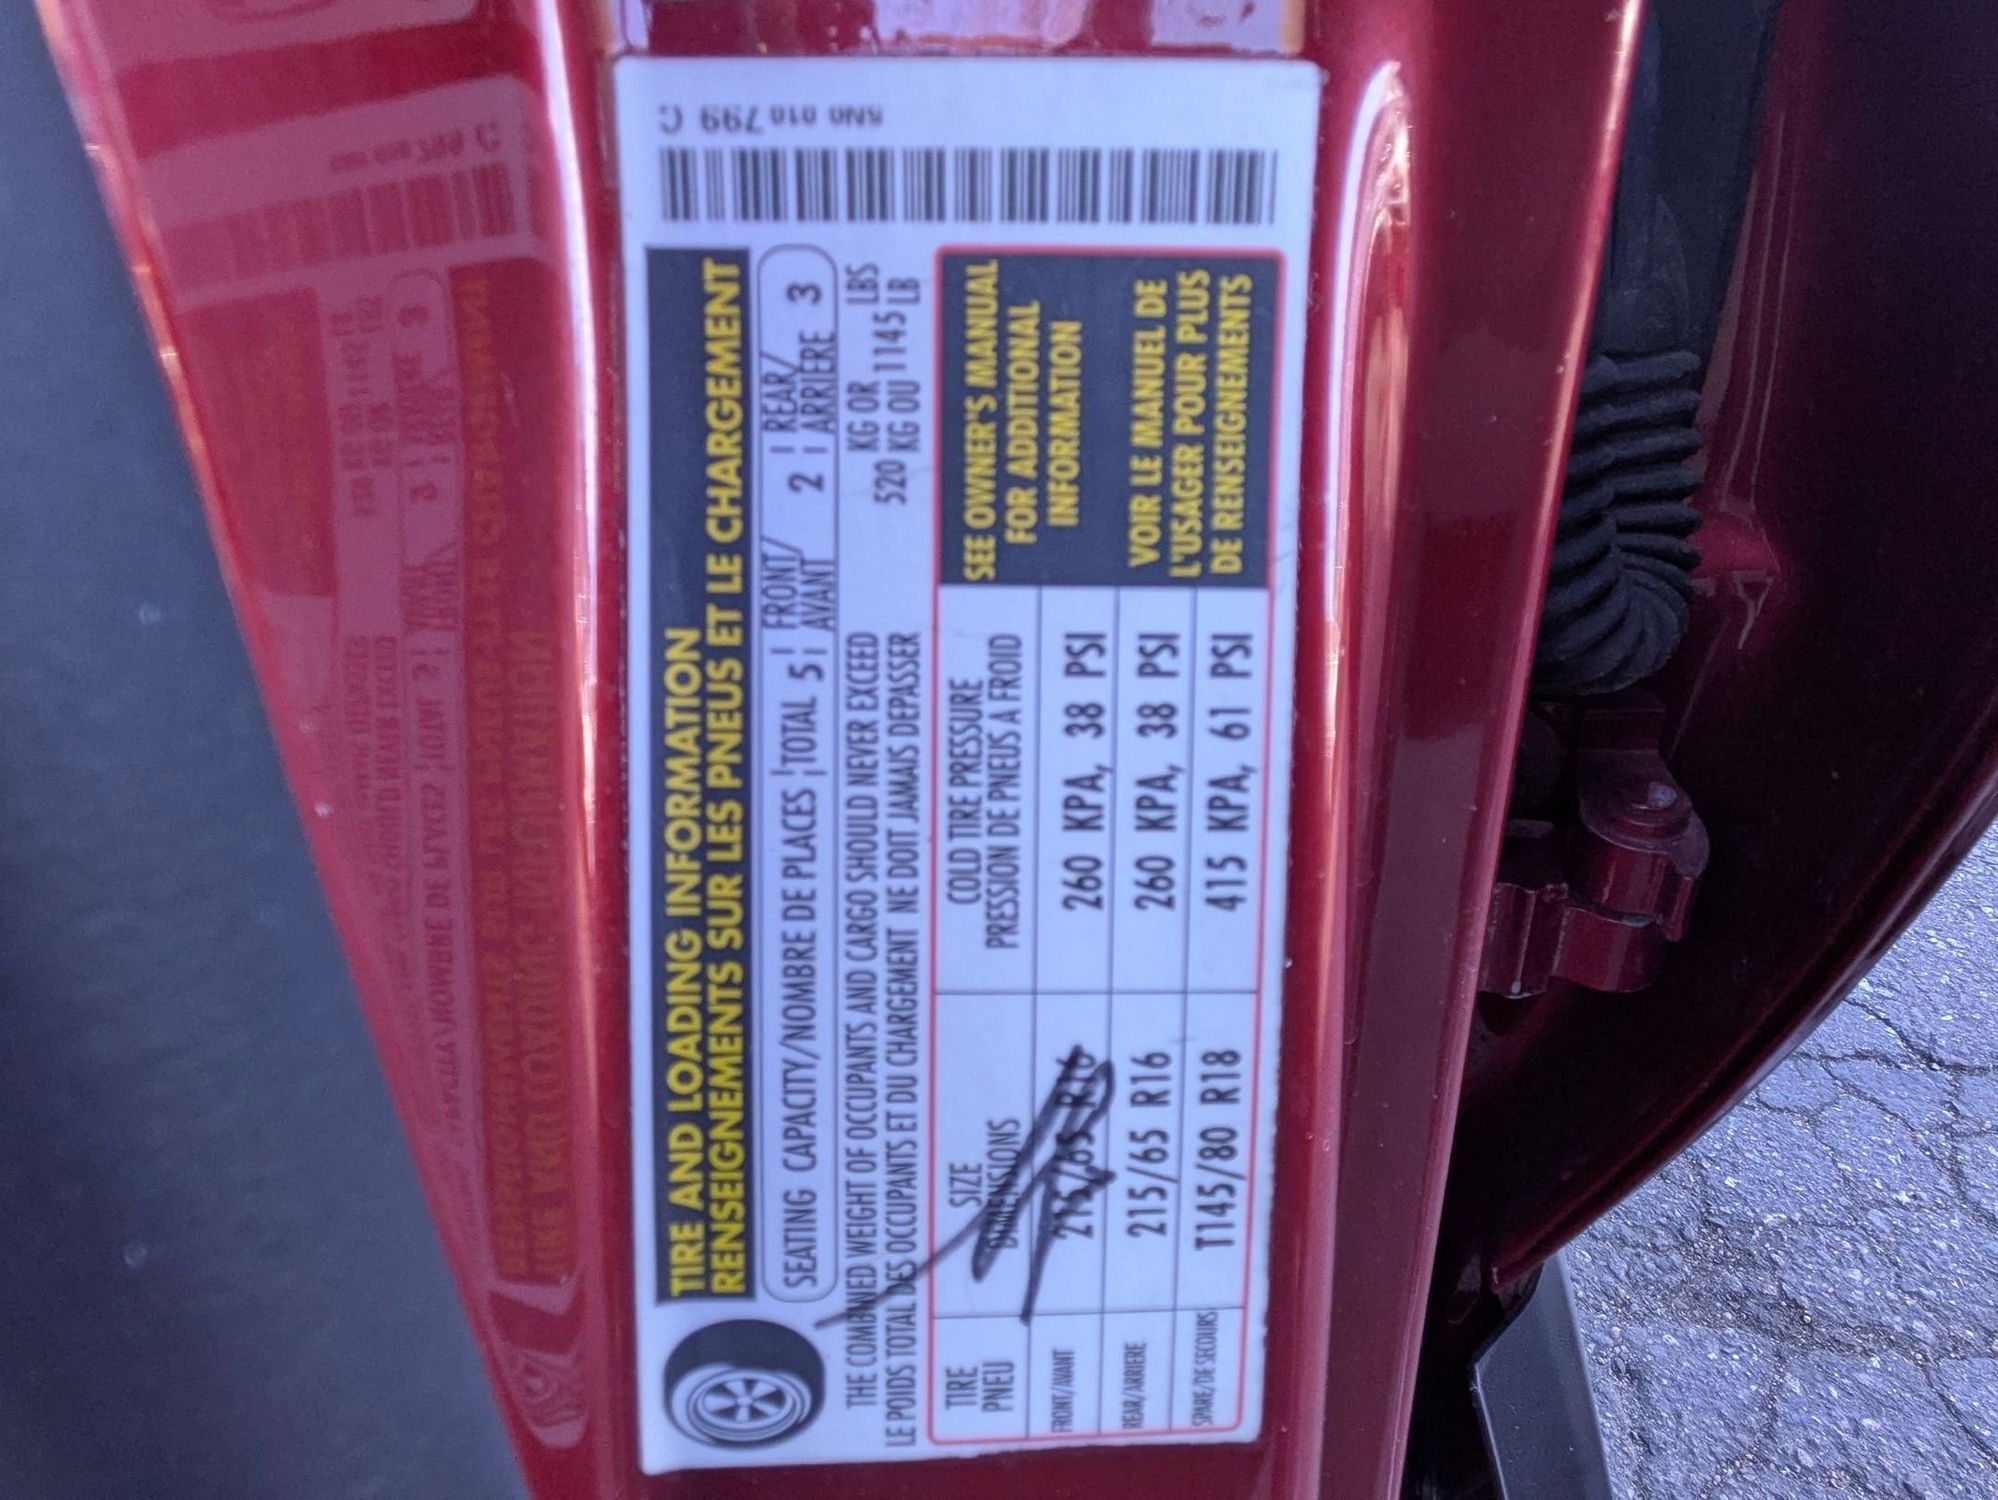 TIRE AND LOADING INFORMATION
RENSEIGNEMENTS SUR LES PNEUS ET LE CHARGEMENT
SEATING CAPACITY/NOMBRE DE PLACES TOTAL 5 FRONT/AVANT 2 REAR/ARRIERE 3
THE COMBINED WEIGHT OF OCCUPANTS AND CARGO SHOULD NEVER EXCEED 520 KG OR 1145 LBS
LE POIDS TOTAL DES OCCUPANTS ET DU CHARGEMENT NE DOIT JAMAIS DEPASSER KG OU LB
TIRE SIZE COLD TIRE PRESSURE
PNEU DIMENSIONS PRESSION DE PNEUS A FROID
FRONT/AVANT 215/65 R16 260 KPA, 38 PSI
REAR/ARRIERE 215/65 R16 260 KPA, 38 PSI
SPARE/DE SECOURS T145/80 R18 415 KPA, 61 PSI
SEE OWNER'S MANUAL
FOR ADDITIONAL
INFORMATION
VOIR LE MANUEL DE
L'USAGER POUR PLUS
DE RENSEIGNEMENTS
5N0 010 799 C